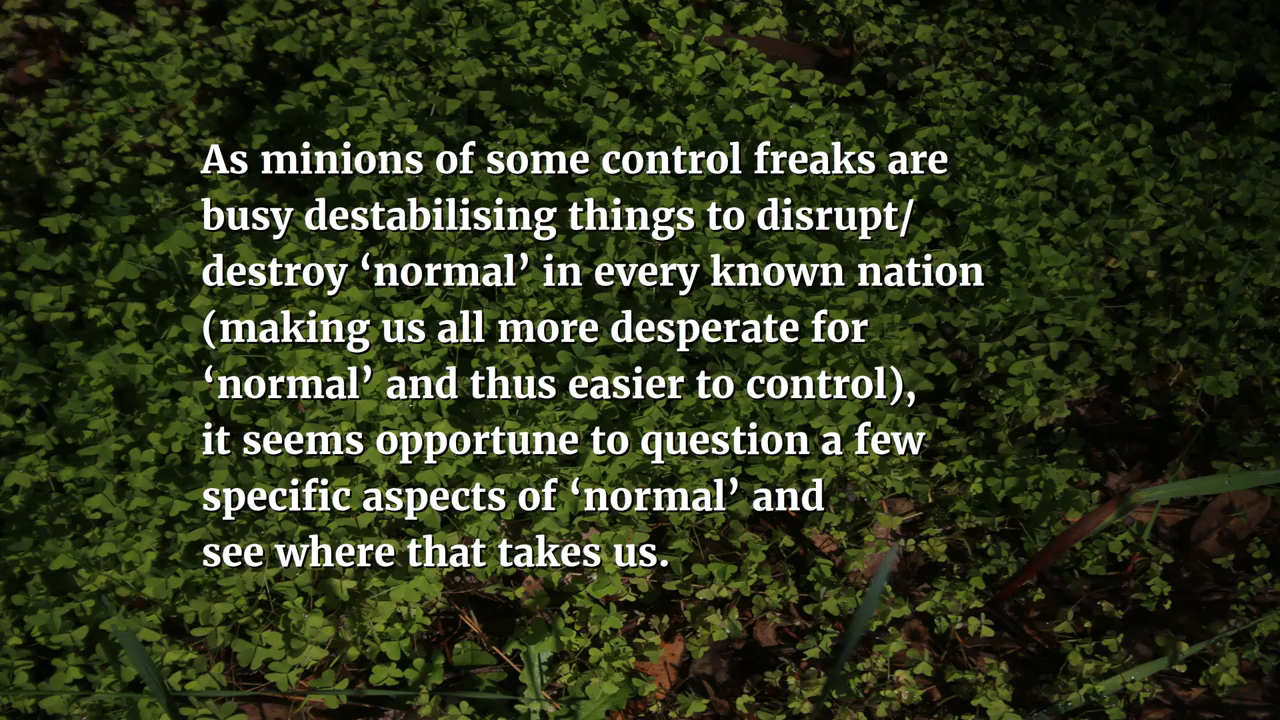 As minions of some control freaks are
busy destabilising things to disrupt/
destroy ‘normal’ in every known nation
(making us all more desperate for
‘normal’ and thus easier to control),
it seems opportune to question a few
specific aspects of ‘normal’ and
see where that takes us.